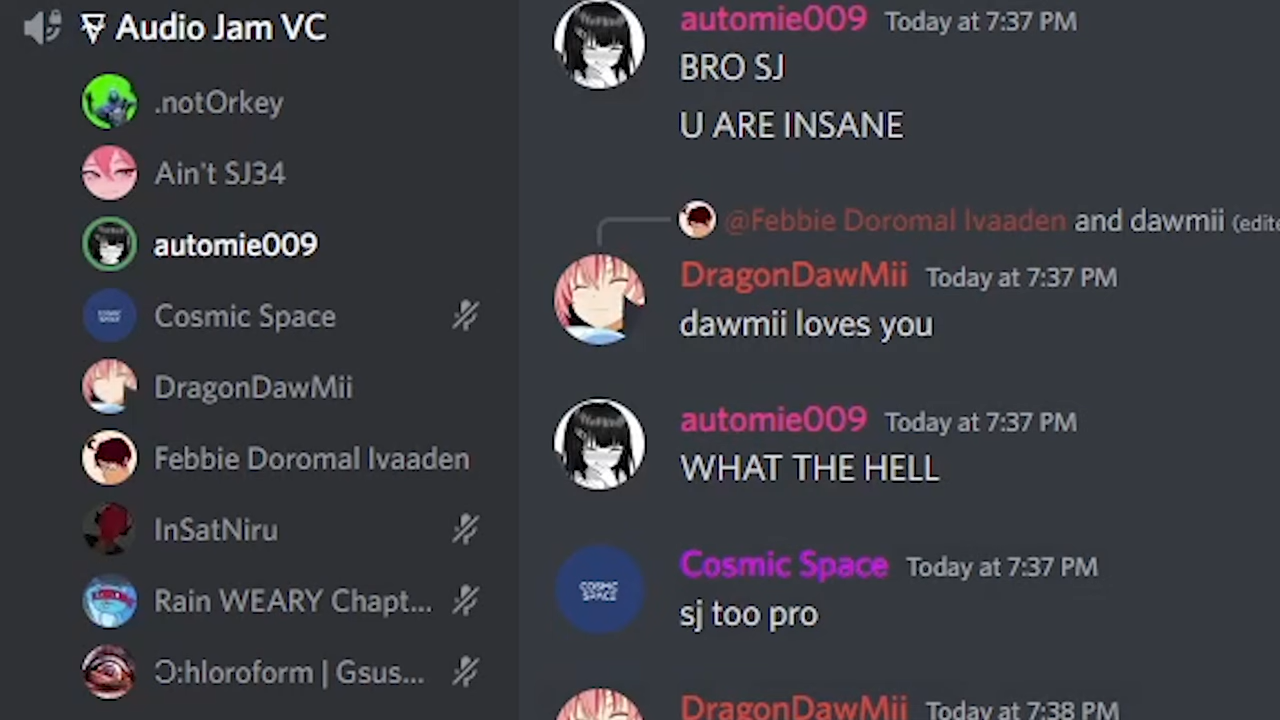 Audio Jam VC
.notOrkey
Ain't SJ34
automie009
Cosmic Space
DragonDawMii
Febbie Doromal Ivaaden
InSatNiru
Rain WEARY Chapt...
Ɔ:hloroform | Gsus...
automie009 Today at 7:37 PM
BRO SJ
U ARE INSANE
@Febbie Doromal Ivaaden and dawmii (edite
DragonDawMii Today at 7:37 PM
dawmii loves you
automie009 Today at 7:37 PM
WHAT THE HELL
COSMIC
SPACE
Cosmic Space Today at 7:37 PM
sj too pro
DragonDawMii Today at 7:38 PM